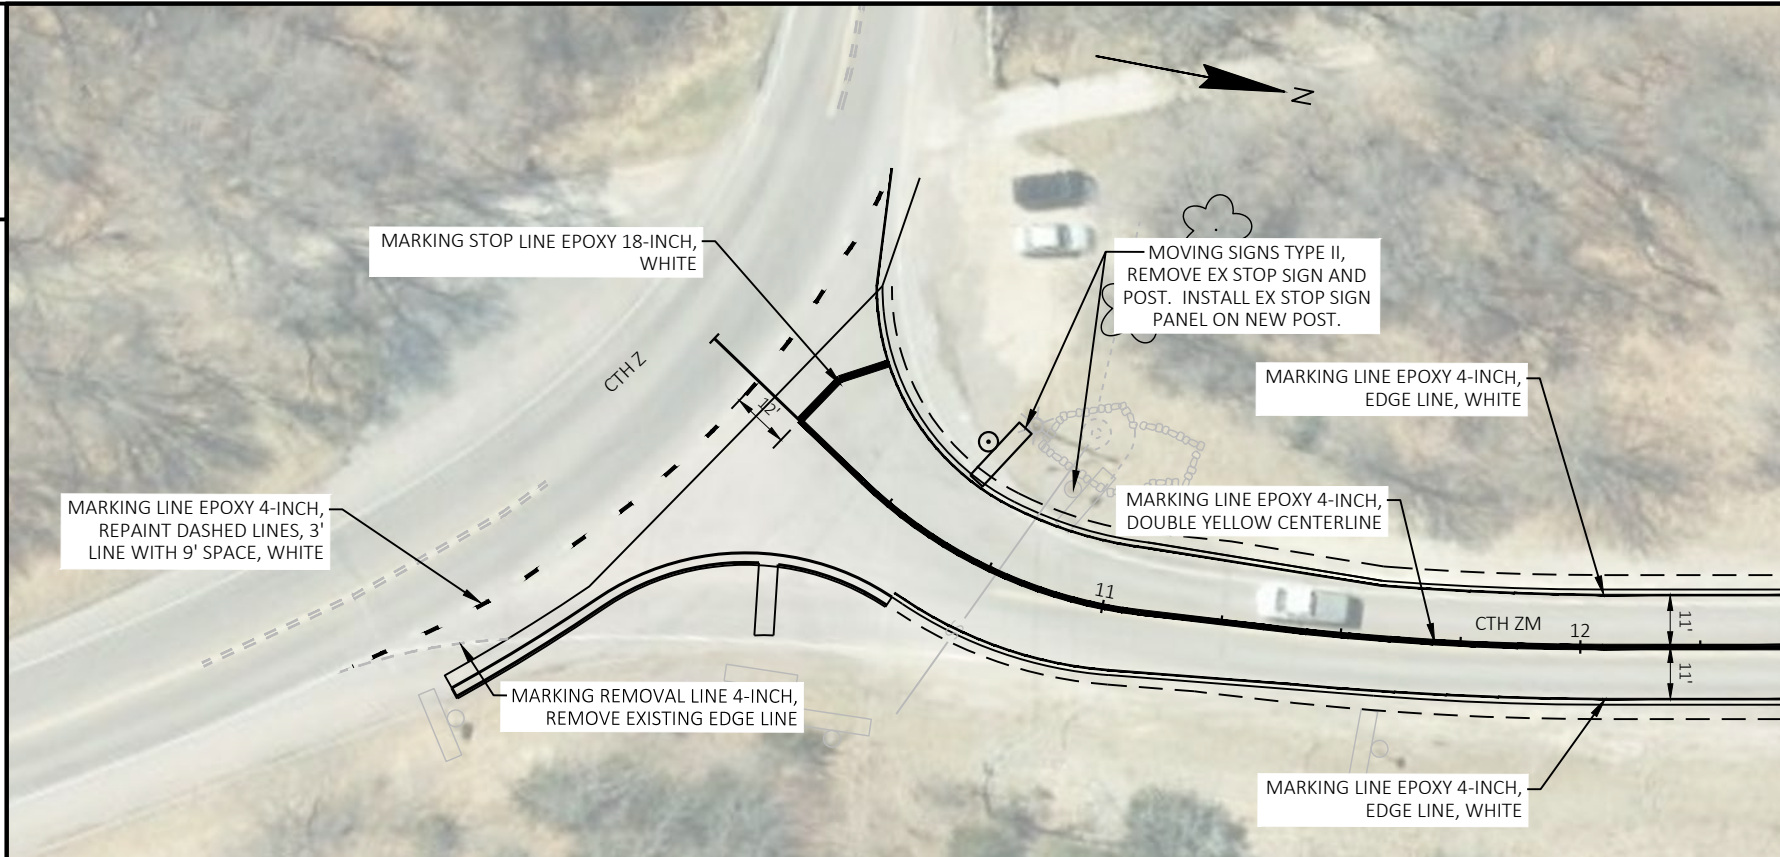 N
MARKING STOP LINE EPOXY 18-INCH,
WHITE
MOVING SIGNS TYPE II,
REMOVE EX STOP SIGN AND
POST. INSTALL EX STOP SIGN
PANEL ON NEW POST.
CTH Z
12'
MARKING LINE EPOXY 4-INCH,
EDGE LINE, WHITE
MARKING LINE EPOXY 4-INCH,
REPAINT DASHED LINES, 3'
LINE WITH 9' SPACE, WHITE
MARKING LINE EPOXY 4-INCH,
DOUBLE YELLOW CENTERLINE
11
CTH ZM
12
11'
11'
MARKING REMOVAL LINE 4-INCH,
REMOVE EXISTING EDGE LINE
MARKING LINE EPOXY 4-INCH,
EDGE LINE, WHITE